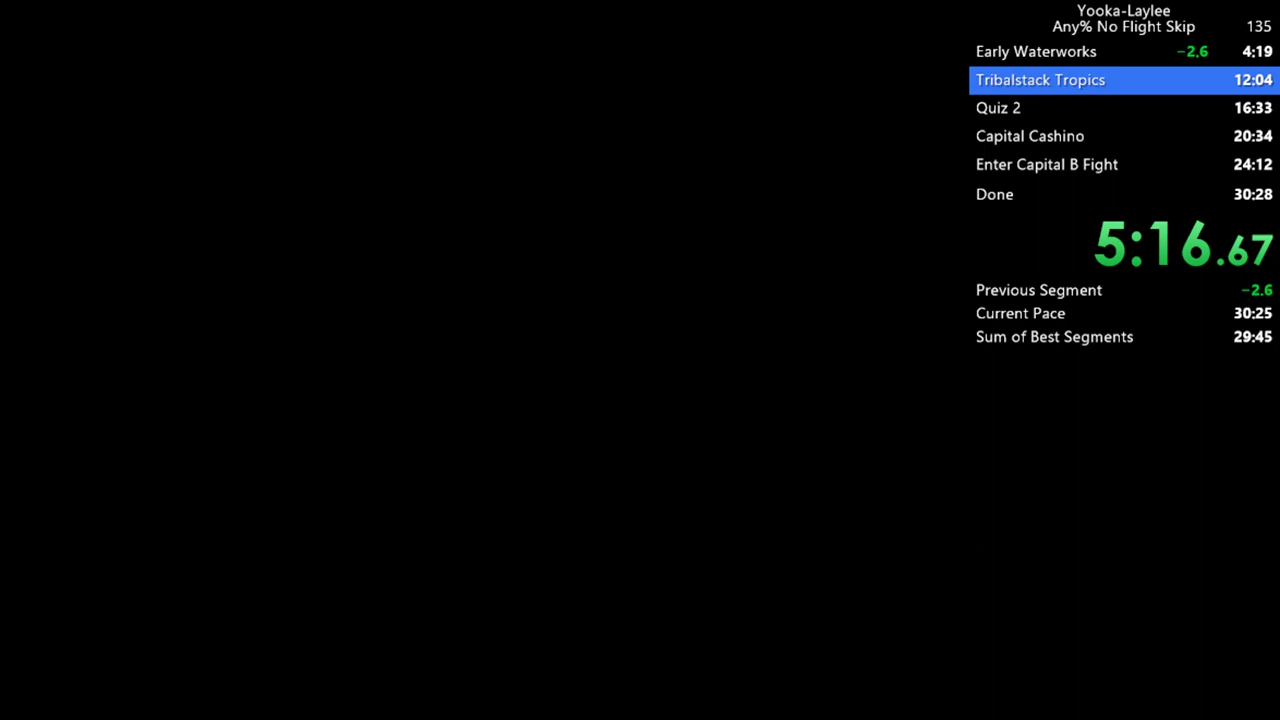 Yooka-Laylee
Any% No Flight Skip 135
Early Waterworks −2.6 4:19
Tribalstack Tropics 12:04
Quiz 2 16:33
Capital Cashino 20:34
Enter Capital B Fight 24:12
Done 30:28
5:16.67
Previous Segment −2.6
Current Pace 30:25
Sum of Best Segments 29:45